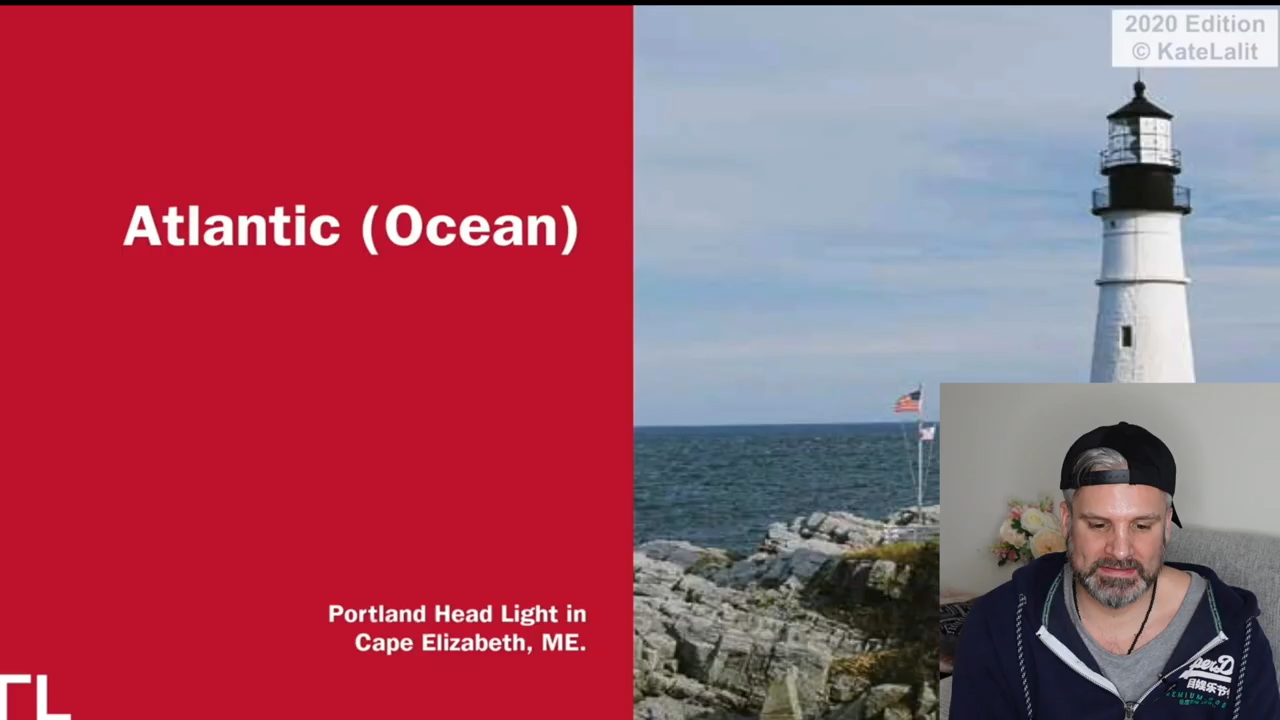 2020 Edition
© KateLalit
Atlantic (Ocean)
Portland Head Light in
Cape Elizabeth, ME.